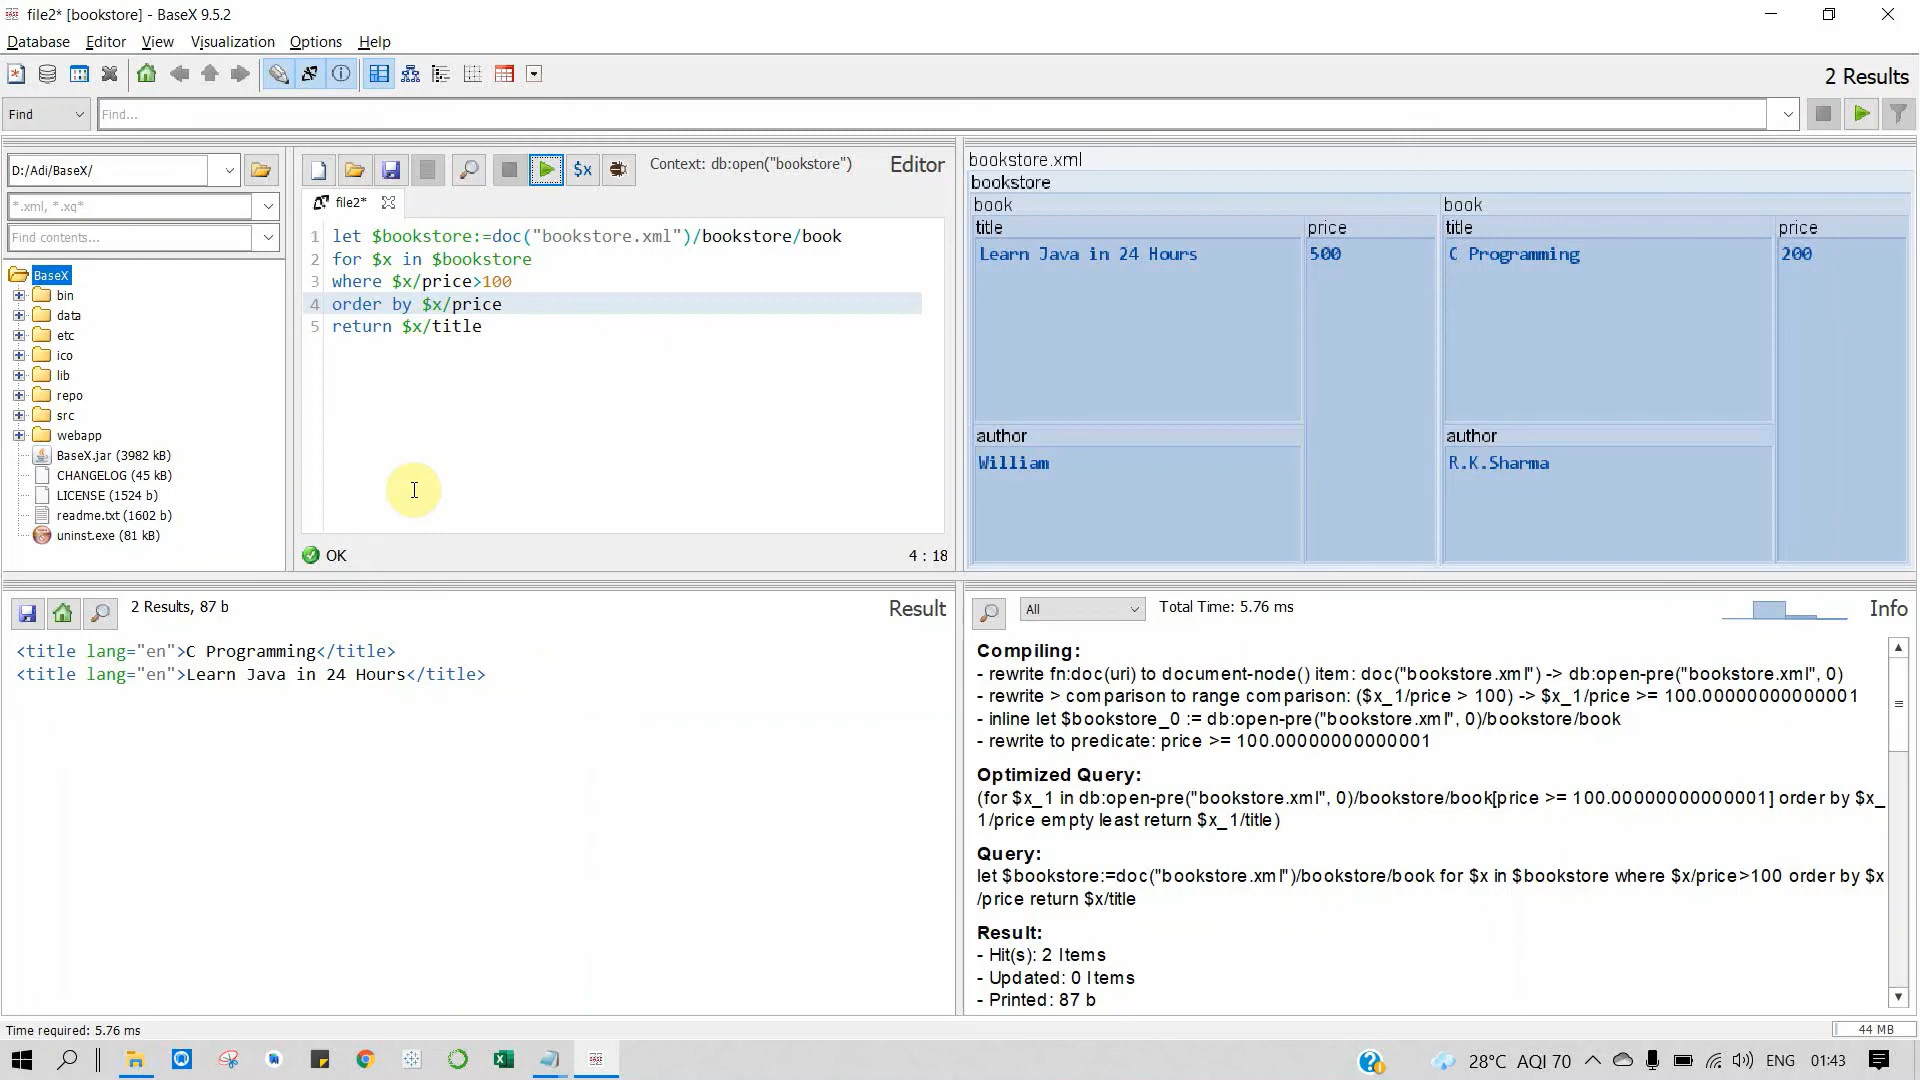 file2* [bookstore] - BaseX 9.5.2
Database Editor View Visualization Options Help
2 Results
Find Find...
D:/Adi/BaseX/
*.xml, *.xq*
Find contents...
BaseX
bin
data
etc
ico
lib
repo
src
webapp
BaseX.jar (3982 kB)
CHANGELOG (45 kB)
LICENSE (1524 b)
readme.txt (1602 b)
uninst.exe (81 kB)
$x Context: db:open("bookstore") Editor
file2*
1 let $bookstore:=doc("bookstore.xml")/bookstore/book
2 for $x in $bookstore
3 where $x/price>100
4 order by $x/price
5 return $x/title
OK 4 : 18
bookstore.xml
bookstore
book book
title price title price
Learn Java in 24 Hours 500 C Programming 200
author author
William R.K.Sharma
2 Results, 87 b Result
<title lang="en">C Programming</title>
<title lang="en">Learn Java in 24 Hours</title>
All Total Time: 5.76 ms Info
Compiling:
- rewrite fn:doc(uri) to document-node() item: doc("bookstore.xml") -> db:open-pre("bookstore.xml", 0)
- rewrite > comparison to range comparison: ($x_1/price > 100) -> $x_1/price >= 100.00000000000001
- inline let $bookstore_0 := db:open-pre("bookstore.xml", 0)/bookstore/book
- rewrite to predicate: price >= 100.00000000000001
Optimized Query:
(for $x_1 in db:open-pre("bookstore.xml", 0)/bookstore/book[price >= 100.00000000000001] order by $x_
1/price empty least return $x_1/title)
Query:
let $bookstore:=doc("bookstore.xml")/bookstore/book for $x in $bookstore where $x/price>100 order by $x
/price return $x/title
Result:
- Hit(s): 2 Items
- Updated: 0 Items
- Printed: 87 b
Time required: 5.76 ms 44 MB
28°C AQI 70 ENG 01:43